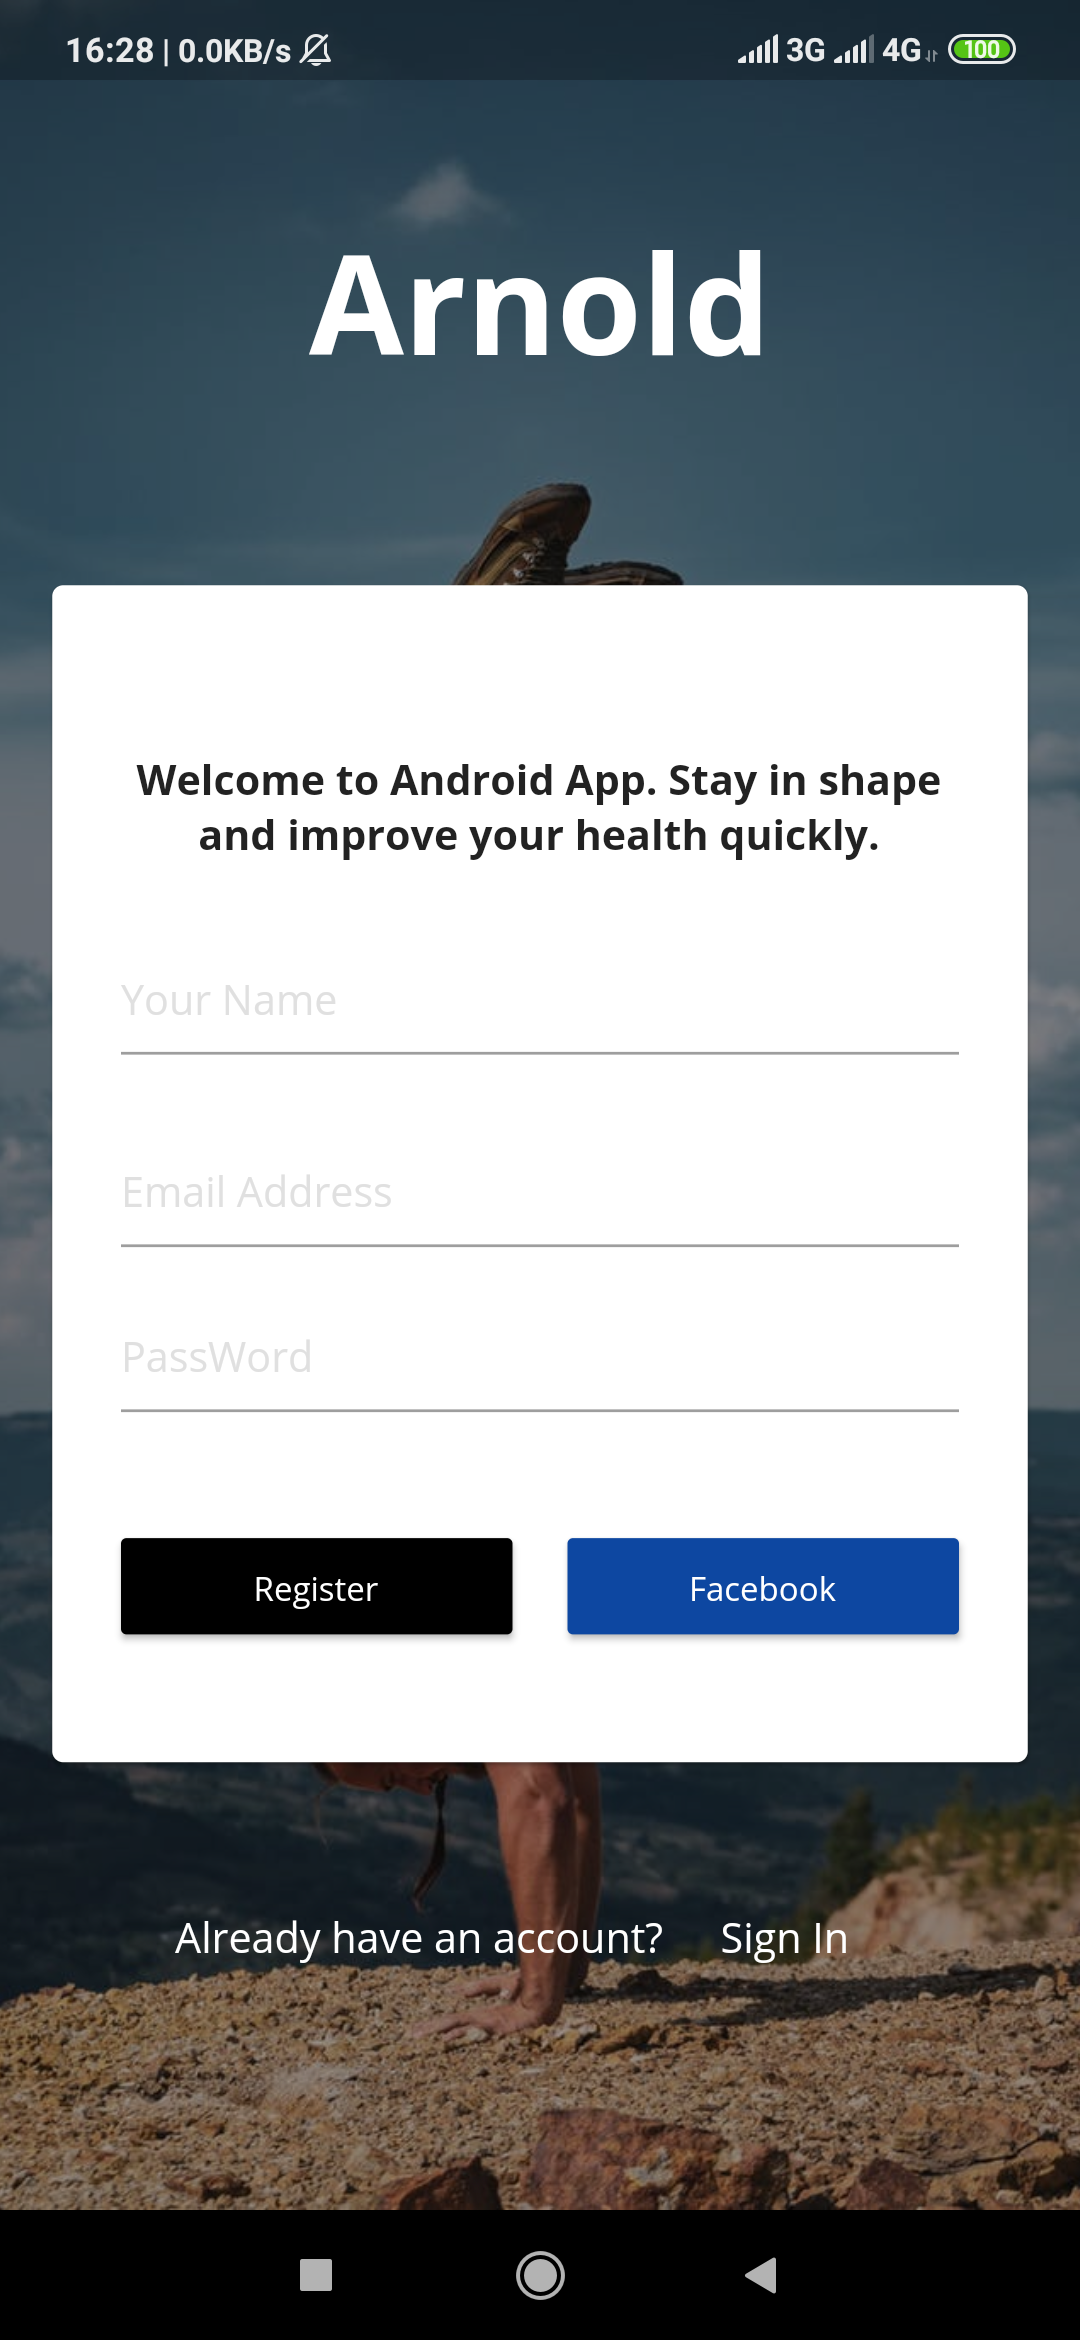 16:28 | 0.0KB/s 3G 4G 100
Arnold
Welcome to Android App. Stay in shape
and improve your health quickly.
Your Name
Email Address
PassWord
Register Facebook
Already have an account? Sign In